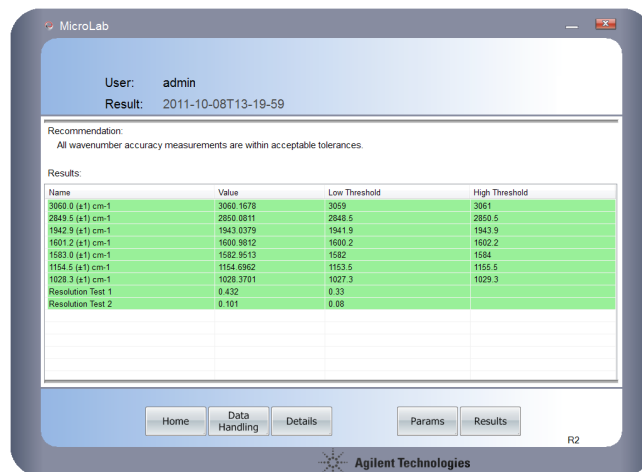 MicroLab
User: admin
Result: 2011-10-08T13-19-59
Recommendation:
All wavenumber accuracy measurements are within acceptable tolerances.
Results:
Name Value Low Threshold High Threshold
3060.0 (±1) cm-1 3060.1678 3059 3061
2849.5 (±1) cm-1 2850.0811 2848.5 2850.5
1942.9 (±1) cm-1 1943.0379 1941.9 1943.9
1601.2 (±1) cm-1 1600.9812 1600.2 1602.2
1583.0 (±1) cm-1 1582.9513 1582 1584
1154.5 (±1) cm-1 1154.6962 1153.5 1155.5
1028.3 (±1) cm-1 1028.3701 1027.3 1029.3
Resolution Test 1 0.432 0.33
Resolution Test 2 0.101 0.08
Home Data Handling Details Params Results
R2
Agilent Technologies